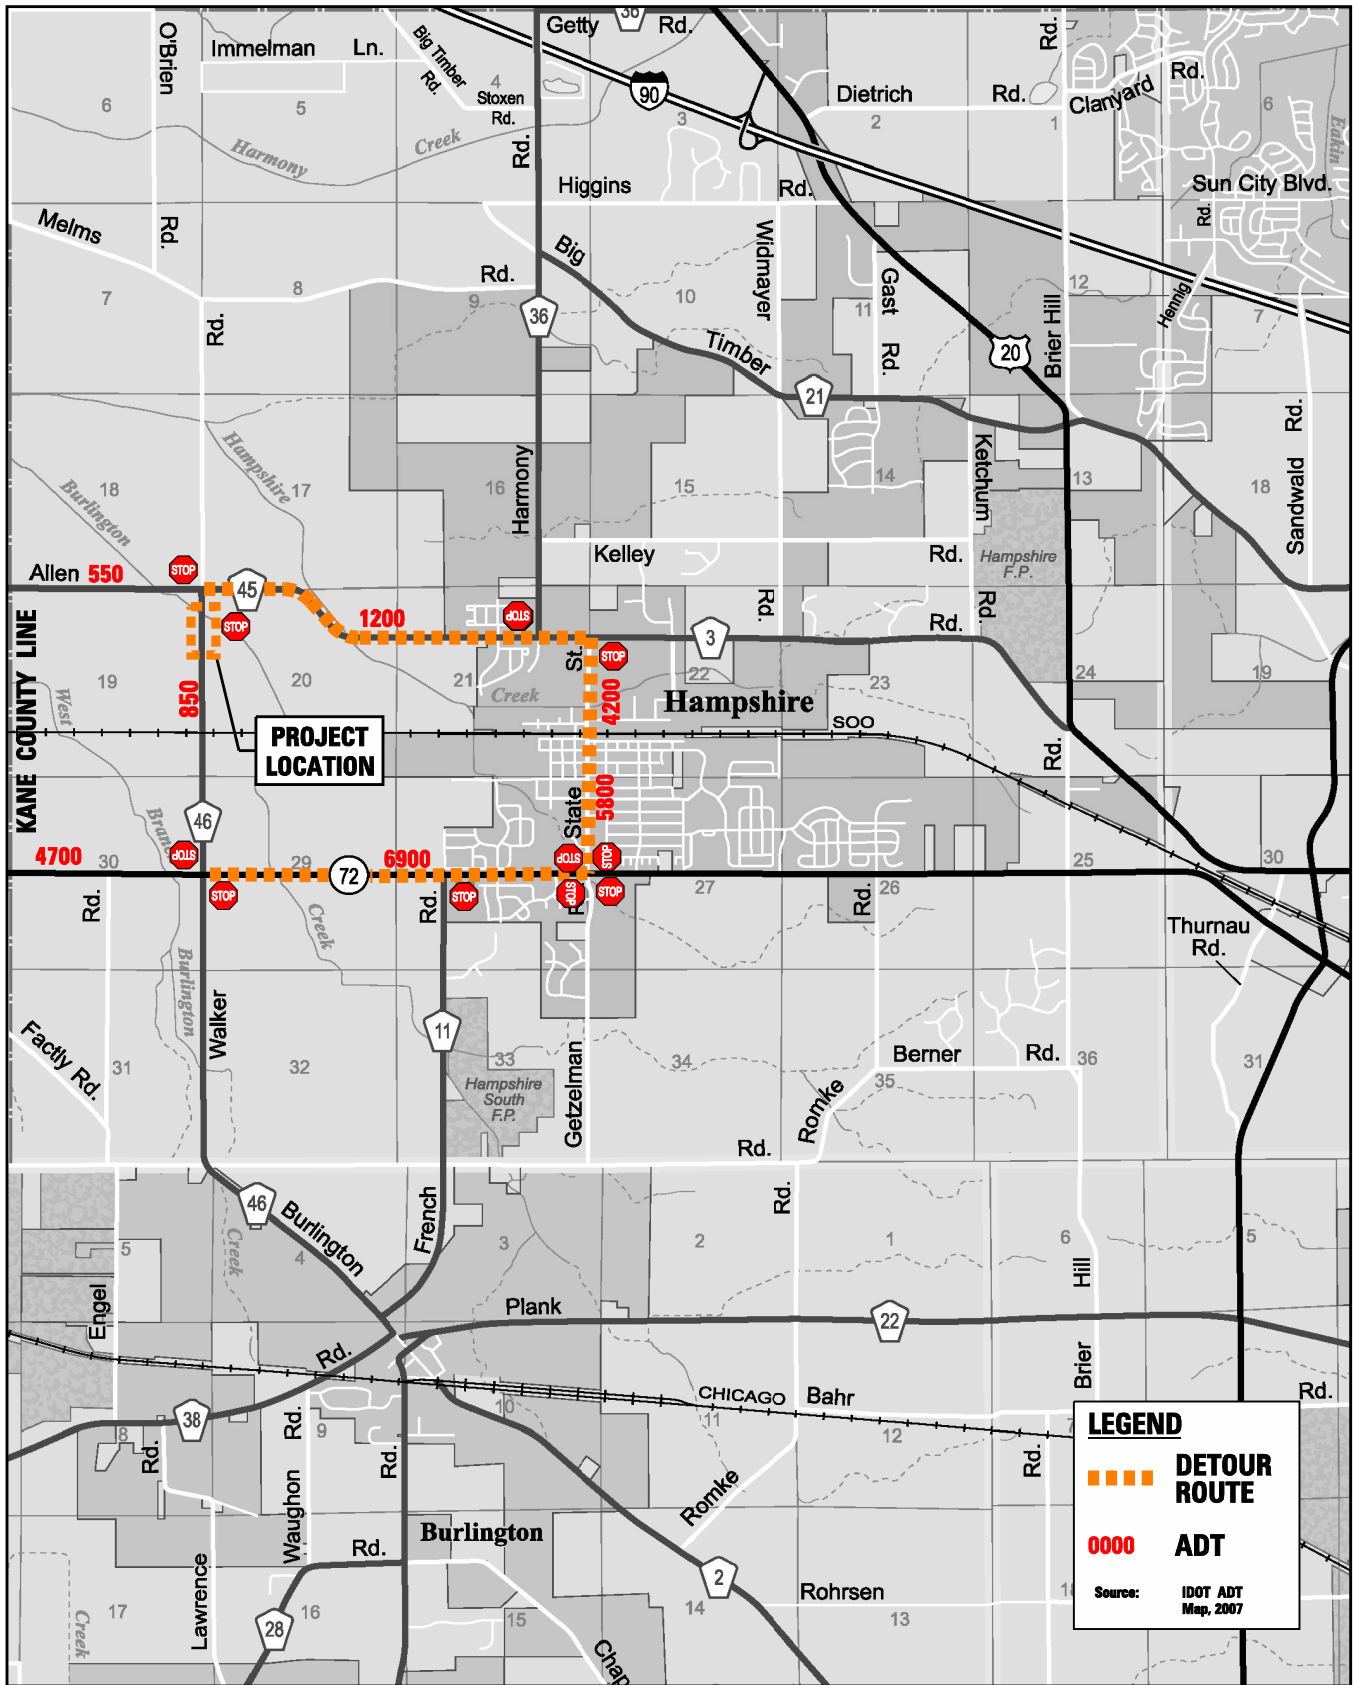 36
Getty Rd.
O'Brien
Immelman Ln.
Big Timber
Rd.
4
Stoxen
Rd.
Rd.
90
Dietrich Rd.
Rd.
Clanyard
Rd.
6
5
3
2
1
6
Harmony
Creek
Eakin
Higgins Rd.
Sun City Blvd.
Rd.
Melms
Rd.
Rd.
Big
Widmayer
Gast
Rd.
7
8
9
10
11
12
7
Hennig
Rd.
36
Timber
20
Brier Hill
21
Harmony
Hampshire
Burlington
Ketchum
Sandwald
Rd.
18
17
16
15
14
13
18
Kelley Rd.
Hampshire
F.P.
Allen 550
STOP
45
STOP
1200
STOP
STOP
3
Rd.
Rd.
Rd.
St.
KANE COUNTY LINE
19
West
850
20
21
Creek
4200
22
23
24
19
Hampshire
SOO
PROJECT
LOCATION
Rd.
State
5800
46
STOP
4700
30
29
72
6900
STOP
STOP
STOP
STOP
STOP
STOP
27
26
25
30
Rd.
Rd.
Rd.
Creek
Burlington
Thurnau
Rd.
Walker
11
Factly Rd.
31
32
33
34
35
36
31
Hampshire
South
F.P.
Getzelman
Berner Rd.
Romke
Rd.
Rd.
46
Burlington
French
Creek
5
4
3
2
1
6
5
Engel
Plank
22
Hill
Brier
Rd.
CHICAGO
Bahr
Rd.
38
8
9
10
11
12
7
Rd.
Rd.
Rd.
Rd.
Romke
Waughon
Burlington
Rd.
Lawrence
2
Rohrsen
17
16
15
14
13
18
28
Creek
Chap
LEGEND
DETOUR
ROUTE
0000 ADT
Source: IDOT ADT
Map, 2007